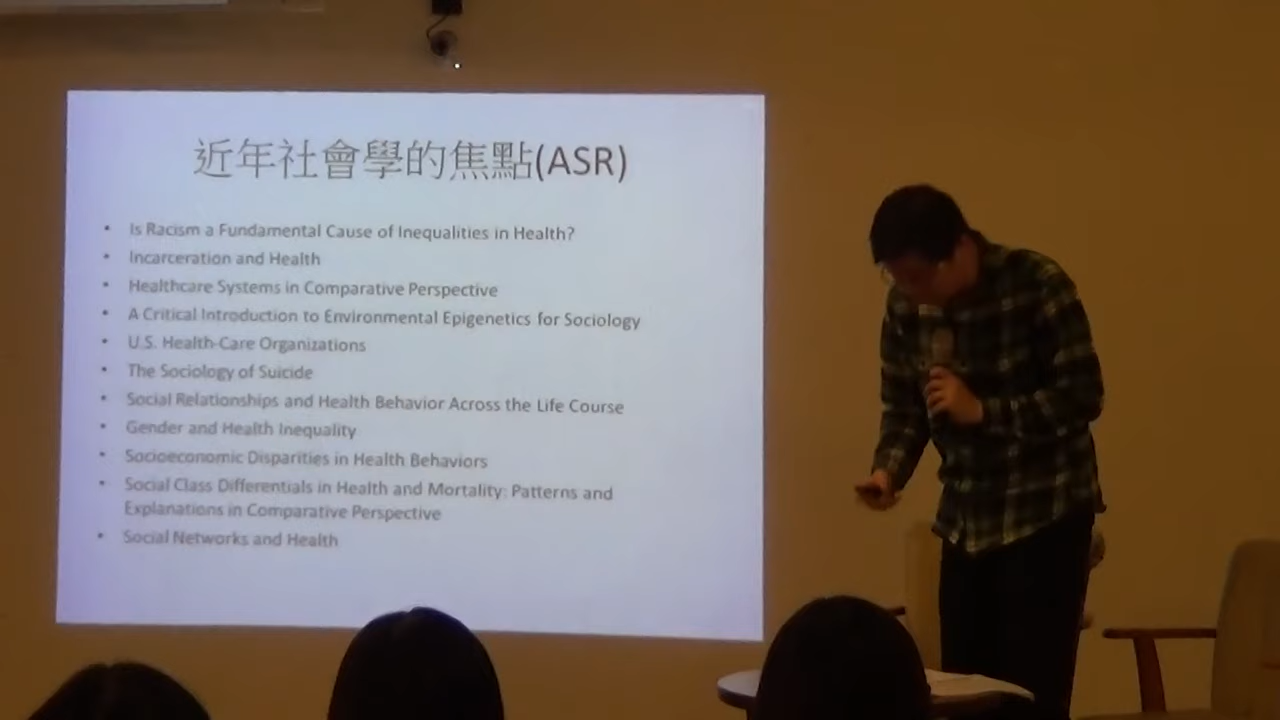 近年社會學的焦點(ASR)
• Is Racism a Fundamental Cause of Inequalities in Health?
• Incarceration and Health
• Healthcare Systems in Comparative Perspective
• A Critical Introduction to Environmental Epigenetics for Sociology
• U.S. Health-Care Organizations
• The Sociology of Suicide
• Social Relationships and Health Behavior Across the Life Course
• Gender and Health Inequality
• Socioeconomic Disparities in Health Behaviors
• Social Class Differentials in Health and Mortality: Patterns and
Explanations in Comparative Perspective
• Social Networks and Health